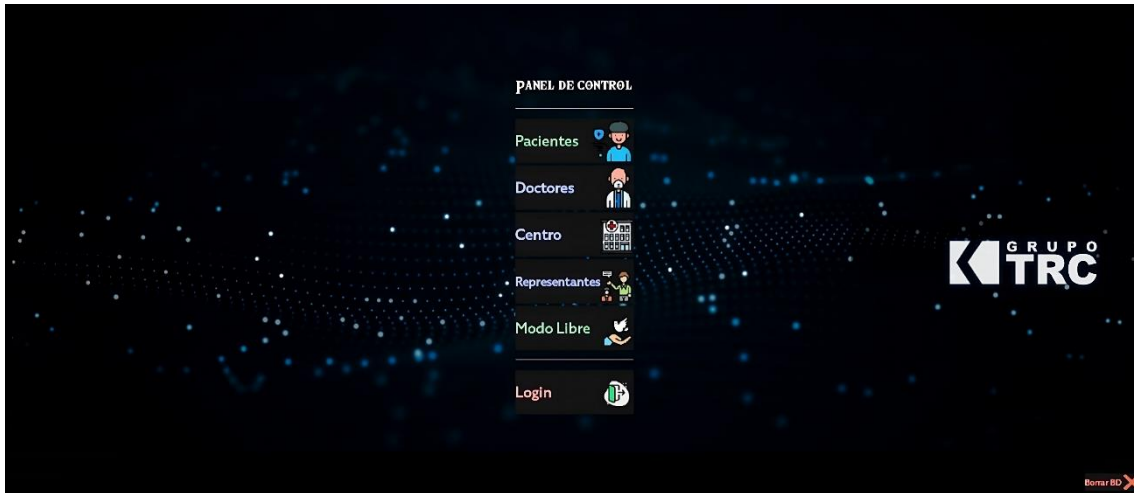 PANEL DE CONTROL
Pacientes
Doctores
Centro
Representantes
Modo Libre
Login
GRUPO
TRC
Borrar BD